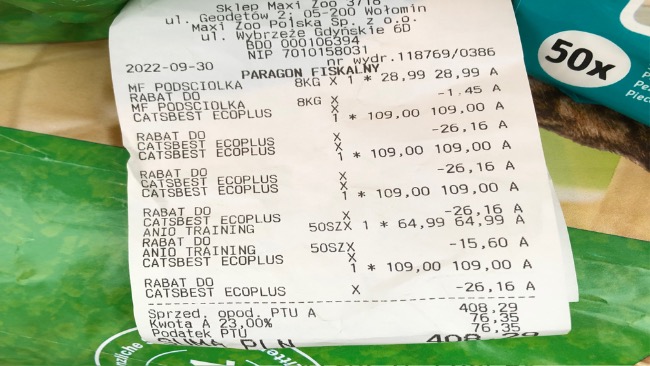 Sklep Maxi Zoo 3718
ul. Geodetów 2, 05-200 Wołomin
Maxi Zoo Polska Sp. z o.o.
ul. Wybrzeże Gdyńskie 6D
BDO 000106394
NIP 7010158031
2022-09-30 nr wydr.118769/0386
PARAGON FISKALNY
MF PODSCIOLKA 8KG X 1 * 28,99 28,99 A
RABAT DO
MF PODSCIOLKA 8KG X -1.45 A
CATSBEST ECOPLUS X
1 * 109,00 109,00 A
RABAT DO
CATSBEST ECOPLUS X -26,16 A
CATSBEST ECOPLUS X
1 * 109,00 109,00 A
RABAT DO
CATSBEST ECOPLUS X -26,16 A
CATSBEST ECOPLUS X
1 * 109,00 109,00 A
RABAT DO
CATSBEST ECOPLUS X -26,16 A
ANIO TRAINING 50SZX 1 * 64,99 64,99 A
RABAT DO
ANIO TRAINING 50SZX -15,60 A
CATSBEST ECOPLUS X
1 * 109,00 109,00 A
RABAT DO
CATSBEST ECOPLUS X -26,16 A
Sprzed. opod. PTU A 408,29
Kwota A 23,00% 76,35
Podatek PTU 76,35
SUMA PLN 408,29
50x